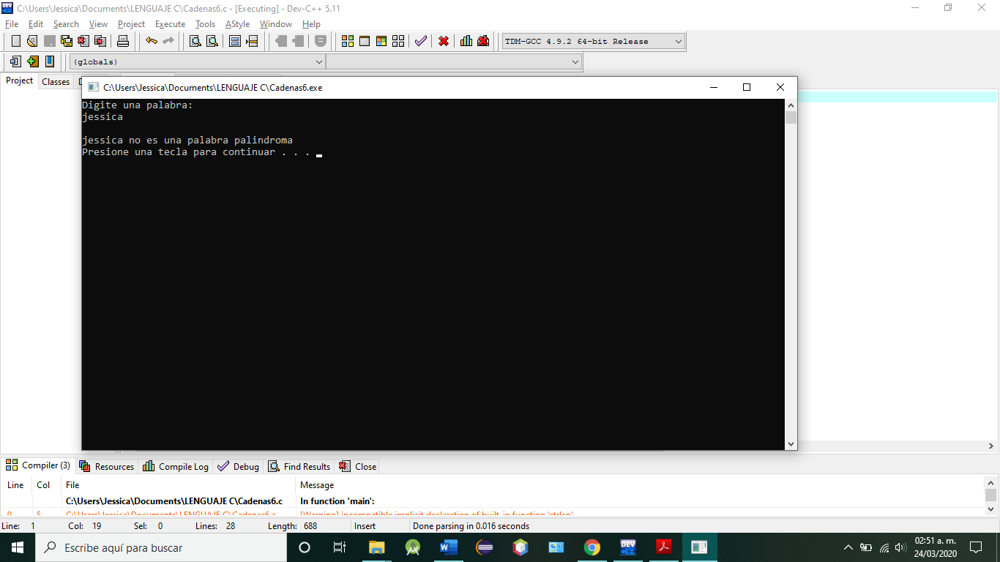 C:\Users\Jessica\Documents\LENGUAJE C\Cadenas6.c - [Executing] - Dev-C++ 5.11
File Edit Search View Project Execute Tools AStyle Window Help
TDM-GCC 4.9.2 64-bit Release
(globals)
Project Classes
C:\Users\Jessica\Documents\LENGUAJE C\Cadenas6.exe
Digite una palabra:
jessica
jessica no es una palabra palindroma
Presione una tecla para continuar . . .
Compiler (3) Resources Compile Log Debug Find Results Close
Line Col File Message
C:\Users\Jessica\Documents\LENGUAJE C\Cadenas6.c In function 'main':
9 5 C:\Users\Jessica\Documents\LENGUAJE C\Cadenas6.c [Warning] incompatible implicit declaration of built-in function 'strlen'
Line: 1 Col: 19 Sel: 0 Lines: 28 Length: 688 Insert Done parsing in 0.016 seconds
Escribe aquí para buscar
02:51 a. m.
24/03/2020